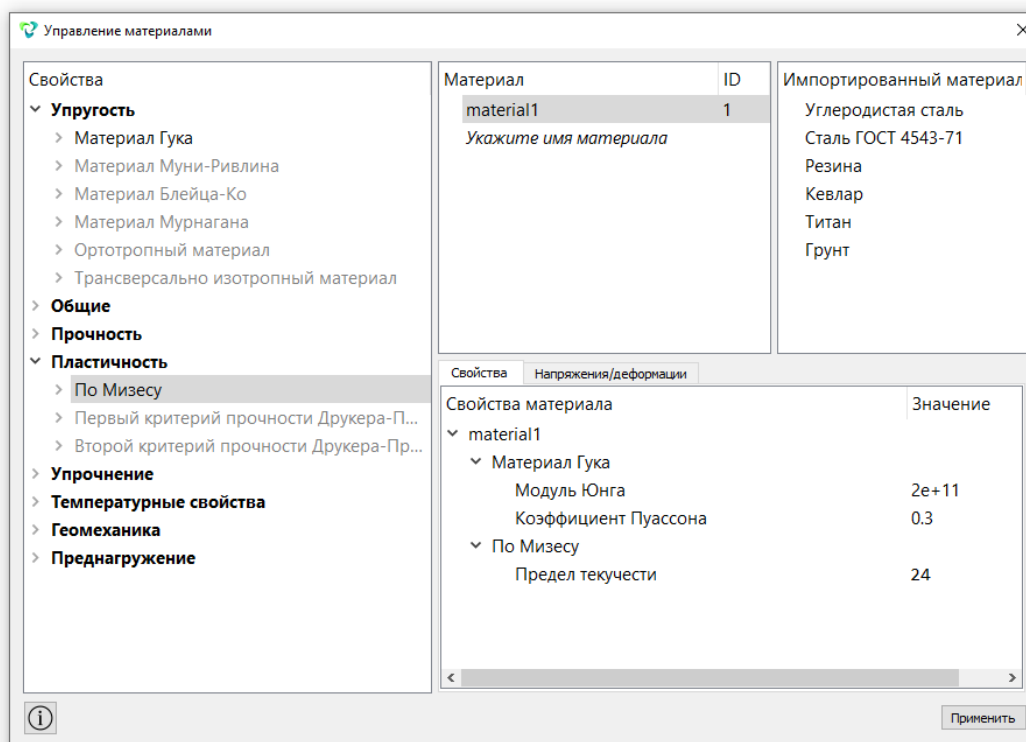 Управление материалами
Свойства
Упругость
Материал Гука
Материал Муни-Ривлина
Материал Блейца-Ко
Материал Мурнагана
Ортотропный материал
Трансверсально изотропный материал
Общие
Прочность
Пластичность
По Мизесу
Первый критерий прочности Друкера-П...
Второй критерий прочности Друкера-Пр...
Упрочнение
Температурные свойства
Геомеханика
Преднагружение
Материал ID
material1 1
Укажите имя материала
Импортированный материал
Углеродистая сталь
Сталь ГОСТ 4543-71
Резина
Кевлар
Титан
Грунт
Свойства Напряжения/деформации
Свойства материала Значение
material1
Материал Гука
Модуль Юнга 2e+11
Коэффициент Пуассона 0.3
По Мизесу
Предел текучести 24
Применить